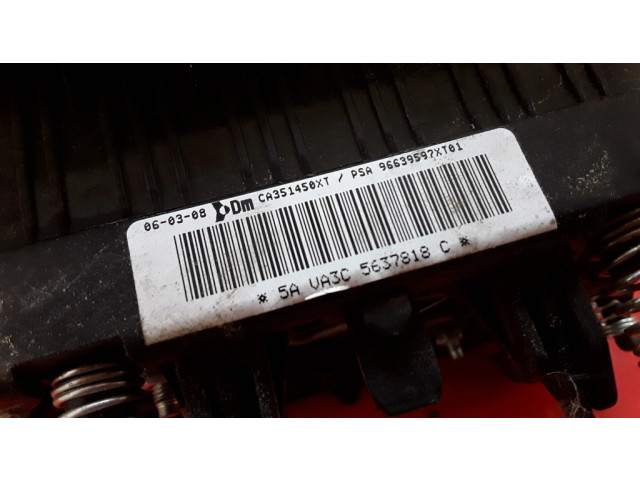 06-03-08 Dm CA351450XT / PSA 96639597XT01
* 5A VA3C 5637818 C *